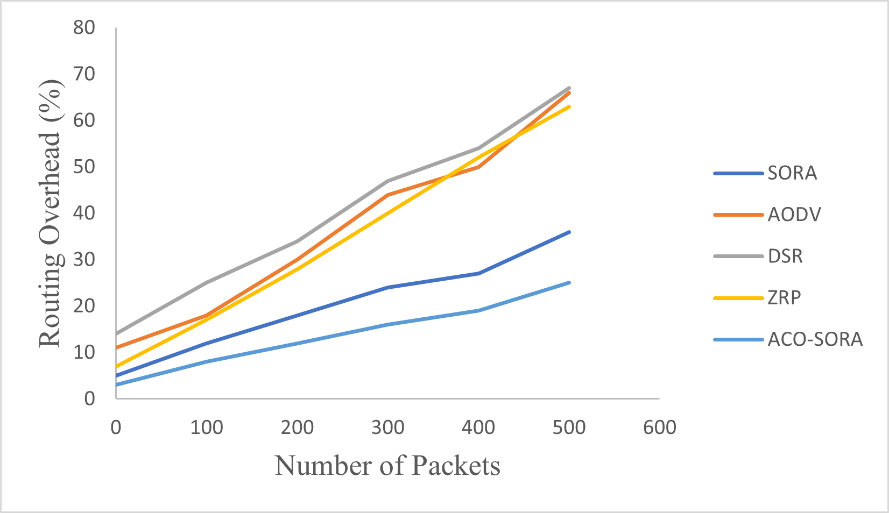 80
70
60
50
40
30
20
10
0
Routing Overhead (%)
0 100 200 300 400 500 600
Number of Packets
SORA
AODV
DSR
ZRP
ACO-SORA